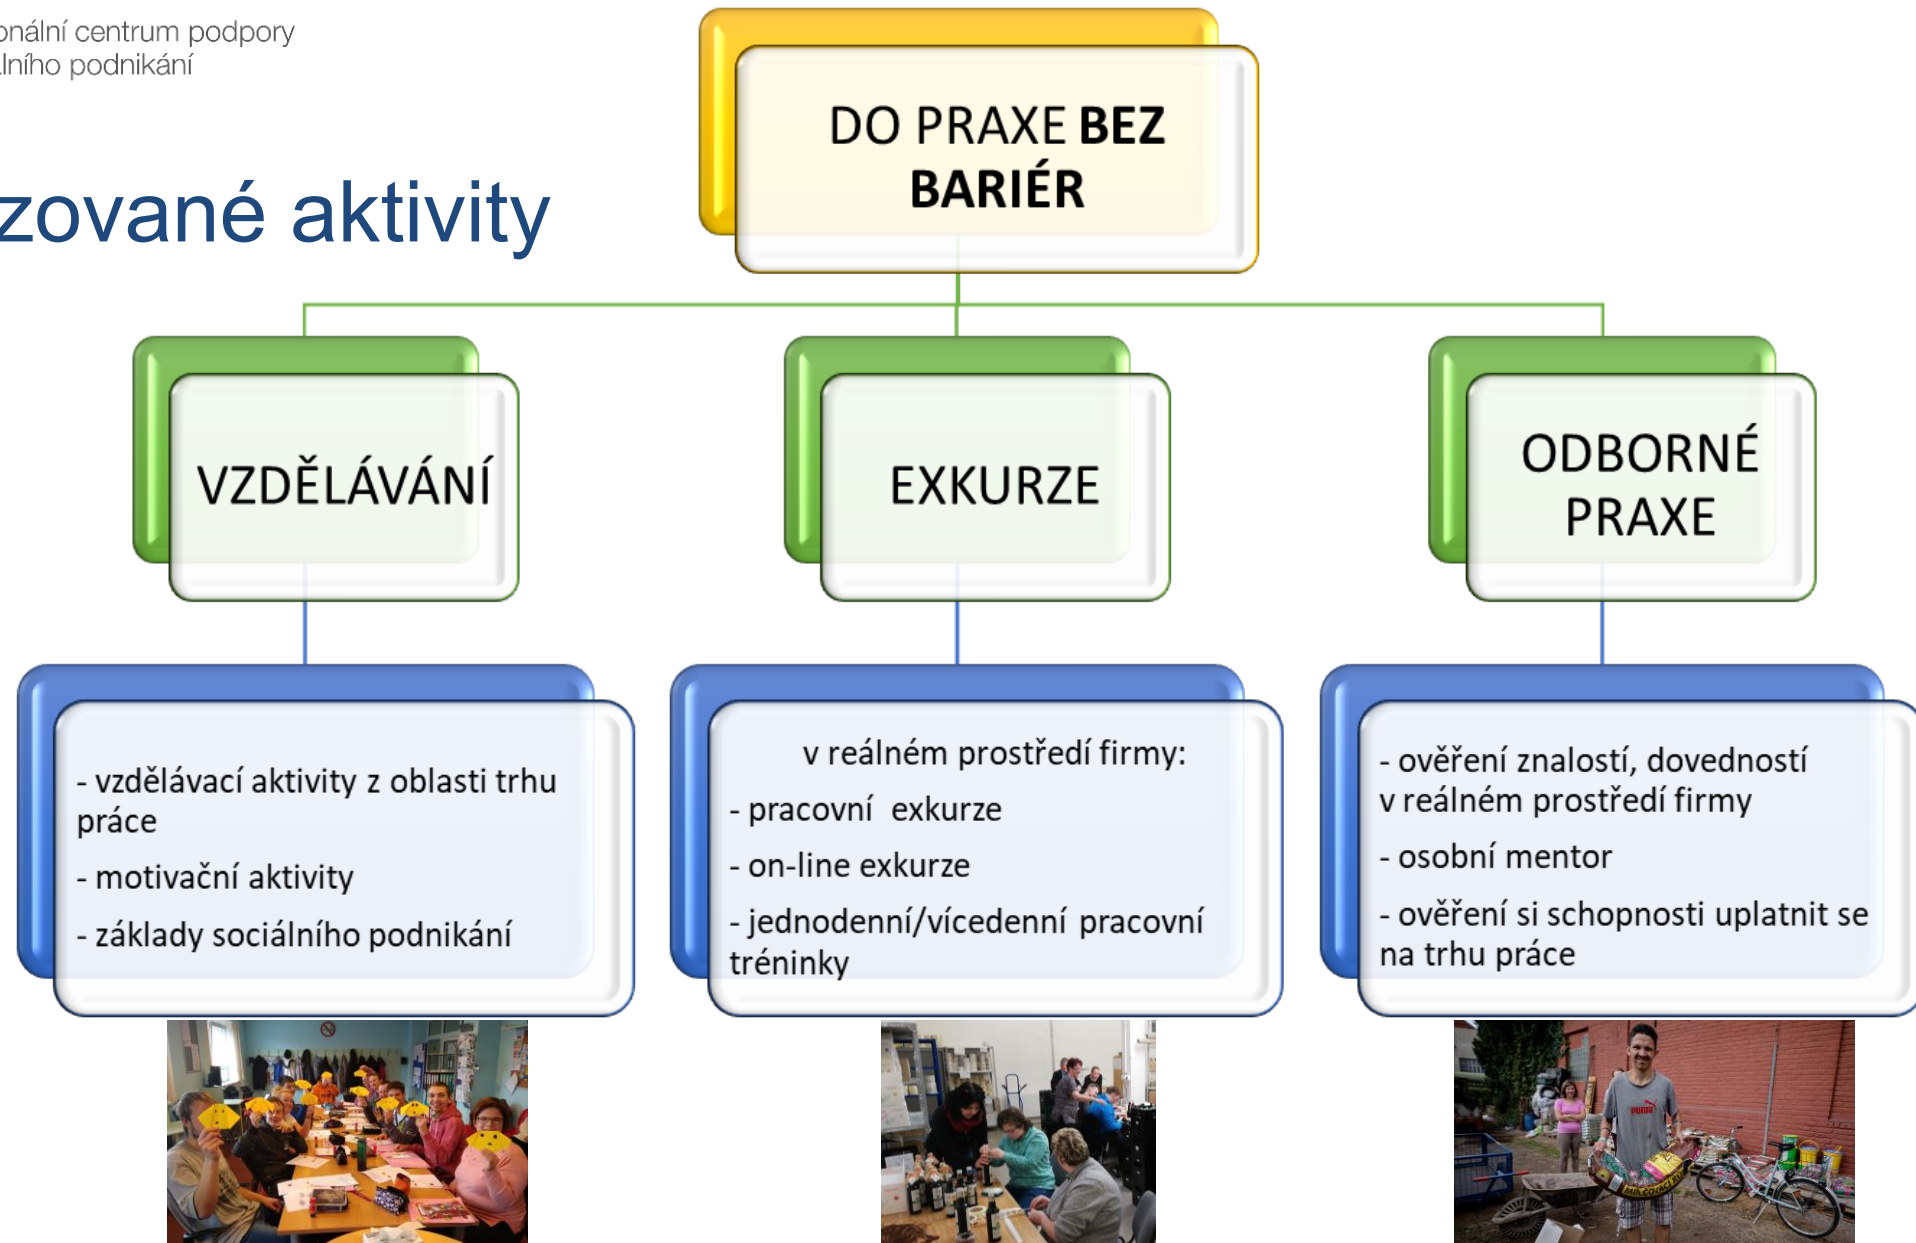 onální centrum podpory
álního podnikání
zované aktivity
DO PRAXE BEZ
BARIÉR
VZDĚLÁVÁNÍ
EXKURZE
ODBORNÉ
PRAXE
- vzdělávací aktivity z oblasti trhu
práce
- motivační aktivity
- základy sociálního podnikání
v reálném prostředí firmy:
- pracovní exkurze
- on-line exkurze
- jednodenní/vícedenní pracovní
tréninky
- ověření znalostí, dovedností
v reálném prostředí firmy
- osobní mentor
- ověření si schopnosti uplatnit se
na trhu práce
PUMA